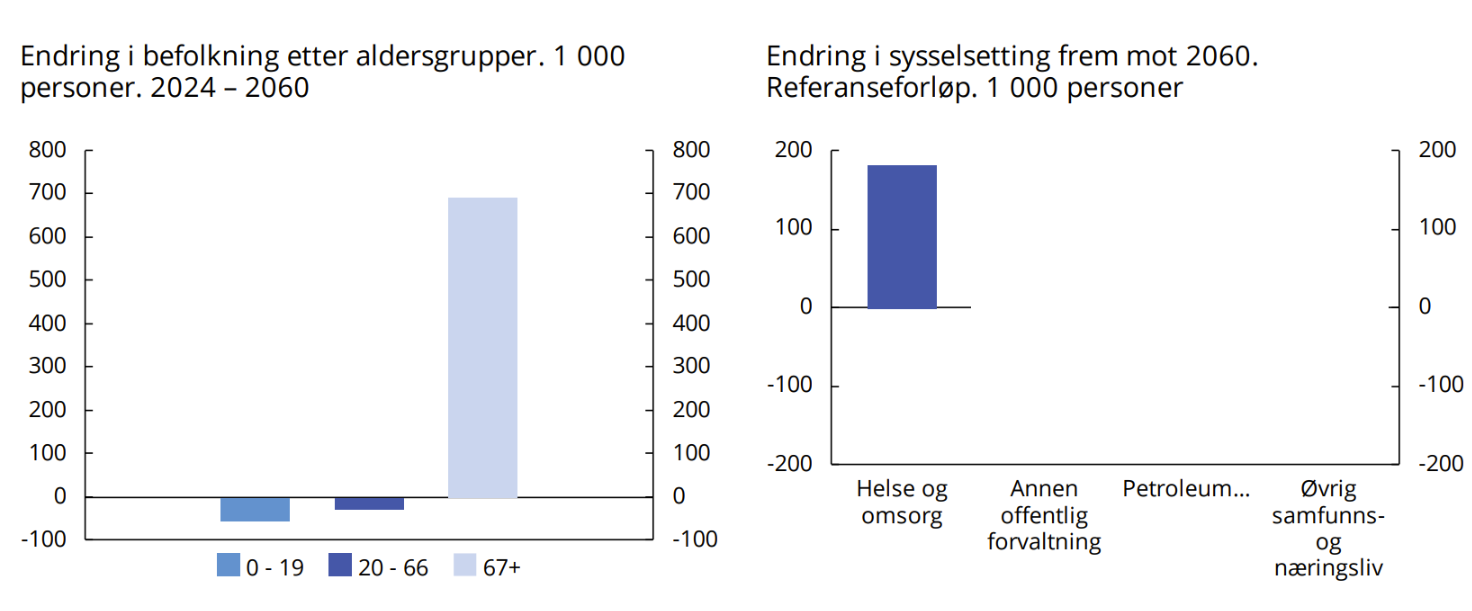 Endring i befolkning etter aldersgrupper. 1 000
personer. 2024 – 2060
800
700
600
500
400
300
200
100
0
-100
800
700
600
500
400
300
200
100
0
-100
0 - 19
20 - 66
67+
Endring i sysselsetting frem mot 2060.
Referanseforløp. 1 000 personer
200
100
0
-100
-200
200
100
0
-100
-200
Helse og
omsorg
Annen
offentlig
forvaltning
Petroleum...
Øvrig
samfunns-
og
næringsliv